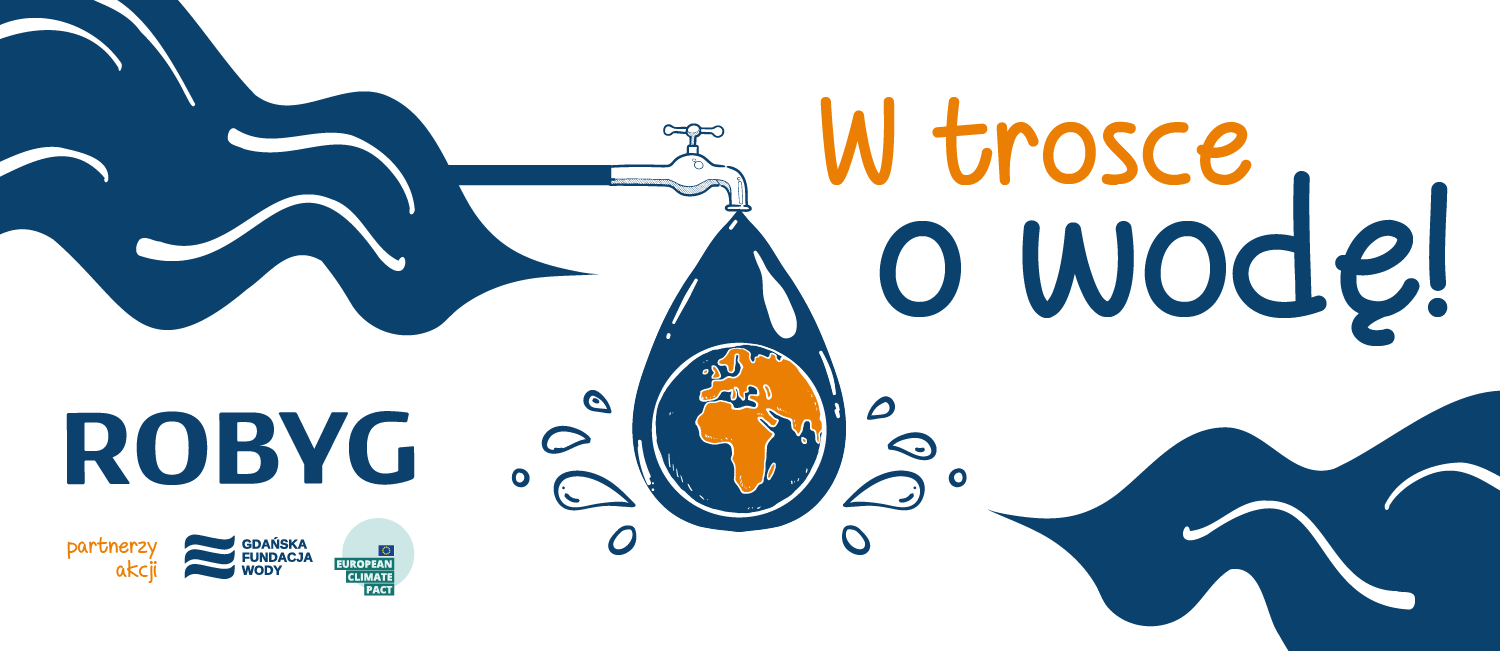 W trosce
o wodę!
ROBYG
partnerzy
akcji
GDAŃSKA
FUNDACJA
WODY
EUROPEAN
CLIMATE
PACT